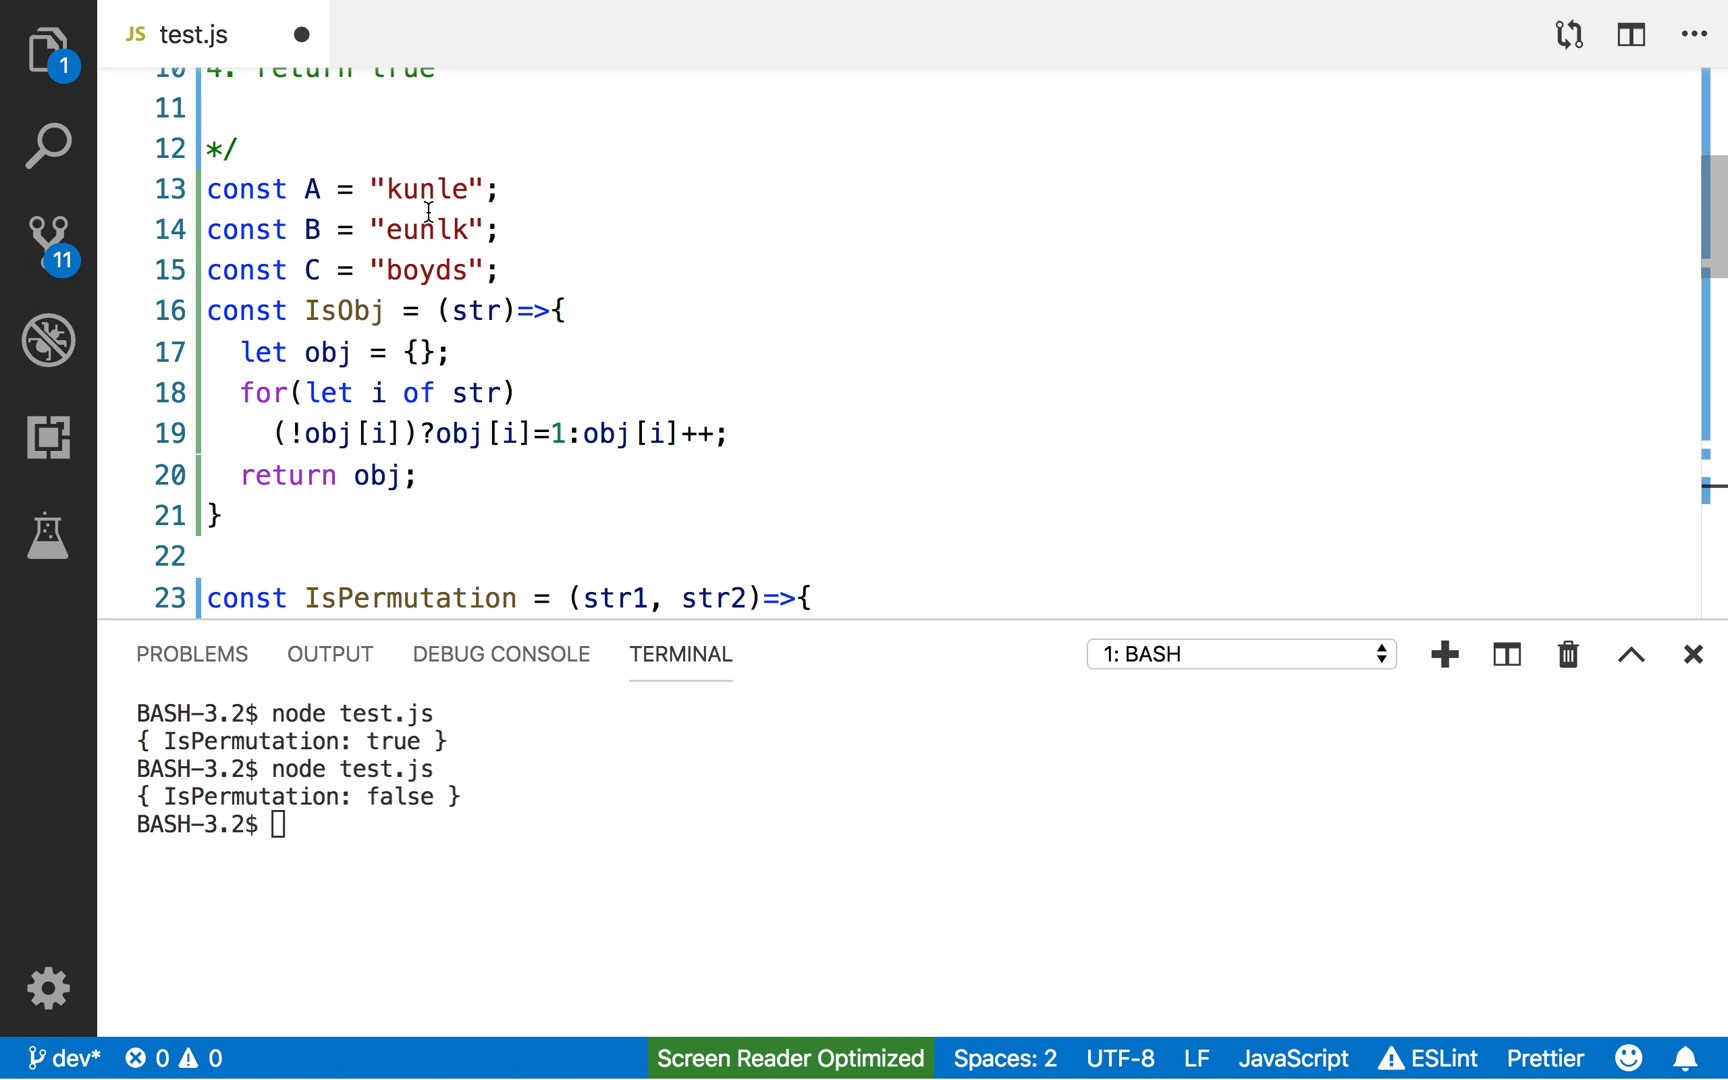 JS test.js
1
10 4. return true
11
12 */
13 const A = "kunle";
14 const B = "eunlk";
15 const C = "boyds";
16 const IsObj = (str)=>{
17 let obj = {};
18 for(let i of str)
19 (!obj[i])?obj[i]=1:obj[i]++;
20 return obj;
21 }
22
23 const IsPermutation = (str1, str2)=>{
11
PROBLEMS OUTPUT DEBUG CONSOLE TERMINAL 1: BASH
BASH-3.2$ node test.js
{ IsPermutation: true }
BASH-3.2$ node test.js
{ IsPermutation: false }
BASH-3.2$
dev* 0 0 Screen Reader Optimized Spaces: 2 UTF-8 LF JavaScript ESLint Prettier